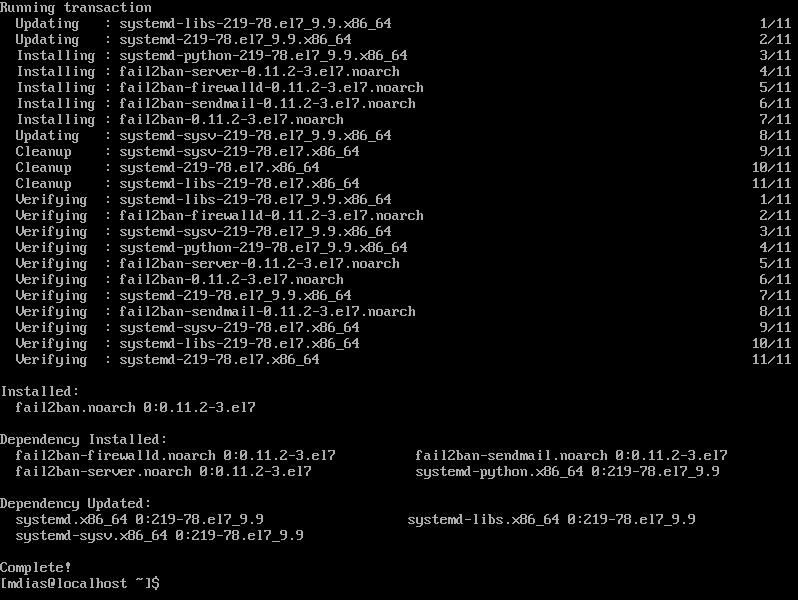 Running transaction
  Updating   : systemd-libs-219-78.el7_9.9.x86_64                                             1/11
  Updating   : systemd-219-78.el7_9.9.x86_64                                                  2/11
  Installing : systemd-python-219-78.el7_9.9.x86_64                                           3/11
  Installing : fail2ban-server-0.11.2-3.el7.noarch                                            4/11
  Installing : fail2ban-firewalld-0.11.2-3.el7.noarch                                         5/11
  Installing : fail2ban-sendmail-0.11.2-3.el7.noarch                                          6/11
  Installing : fail2ban-0.11.2-3.el7.noarch                                                   7/11
  Updating   : systemd-sysv-219-78.el7_9.9.x86_64                                             8/11
  Cleanup    : systemd-sysv-219-78.el7.x86_64                                                 9/11
  Cleanup    : systemd-219-78.el7.x86_64                                                     10/11
  Cleanup    : systemd-libs-219-78.el7.x86_64                                                11/11
  Verifying  : systemd-libs-219-78.el7_9.9.x86_64                                             1/11
  Verifying  : fail2ban-firewalld-0.11.2-3.el7.noarch                                         2/11
  Verifying  : systemd-sysv-219-78.el7_9.9.x86_64                                             3/11
  Verifying  : systemd-python-219-78.el7_9.9.x86_64                                           4/11
  Verifying  : fail2ban-server-0.11.2-3.el7.noarch                                            5/11
  Verifying  : fail2ban-0.11.2-3.el7.noarch                                                   6/11
  Verifying  : systemd-219-78.el7_9.9.x86_64                                                  7/11
  Verifying  : fail2ban-sendmail-0.11.2-3.el7.noarch                                          8/11
  Verifying  : systemd-sysv-219-78.el7.x86_64                                                 9/11
  Verifying  : systemd-libs-219-78.el7.x86_64                                                10/11
  Verifying  : systemd-219-78.el7.x86_64                                                     11/11

Installed:
  fail2ban.noarch 0:0.11.2-3.el7

Dependency Installed:
  fail2ban-firewalld.noarch 0:0.11.2-3.el7          fail2ban-sendmail.noarch 0:0.11.2-3.el7
  fail2ban-server.noarch 0:0.11.2-3.el7             systemd-python.x86_64 0:219-78.el7_9.9

Dependency Updated:
  systemd.x86_64 0:219-78.el7_9.9                  systemd-libs.x86_64 0:219-78.el7_9.9
  systemd-sysv.x86_64 0:219-78.el7_9.9

Complete!
[mdias@localhost ~]$